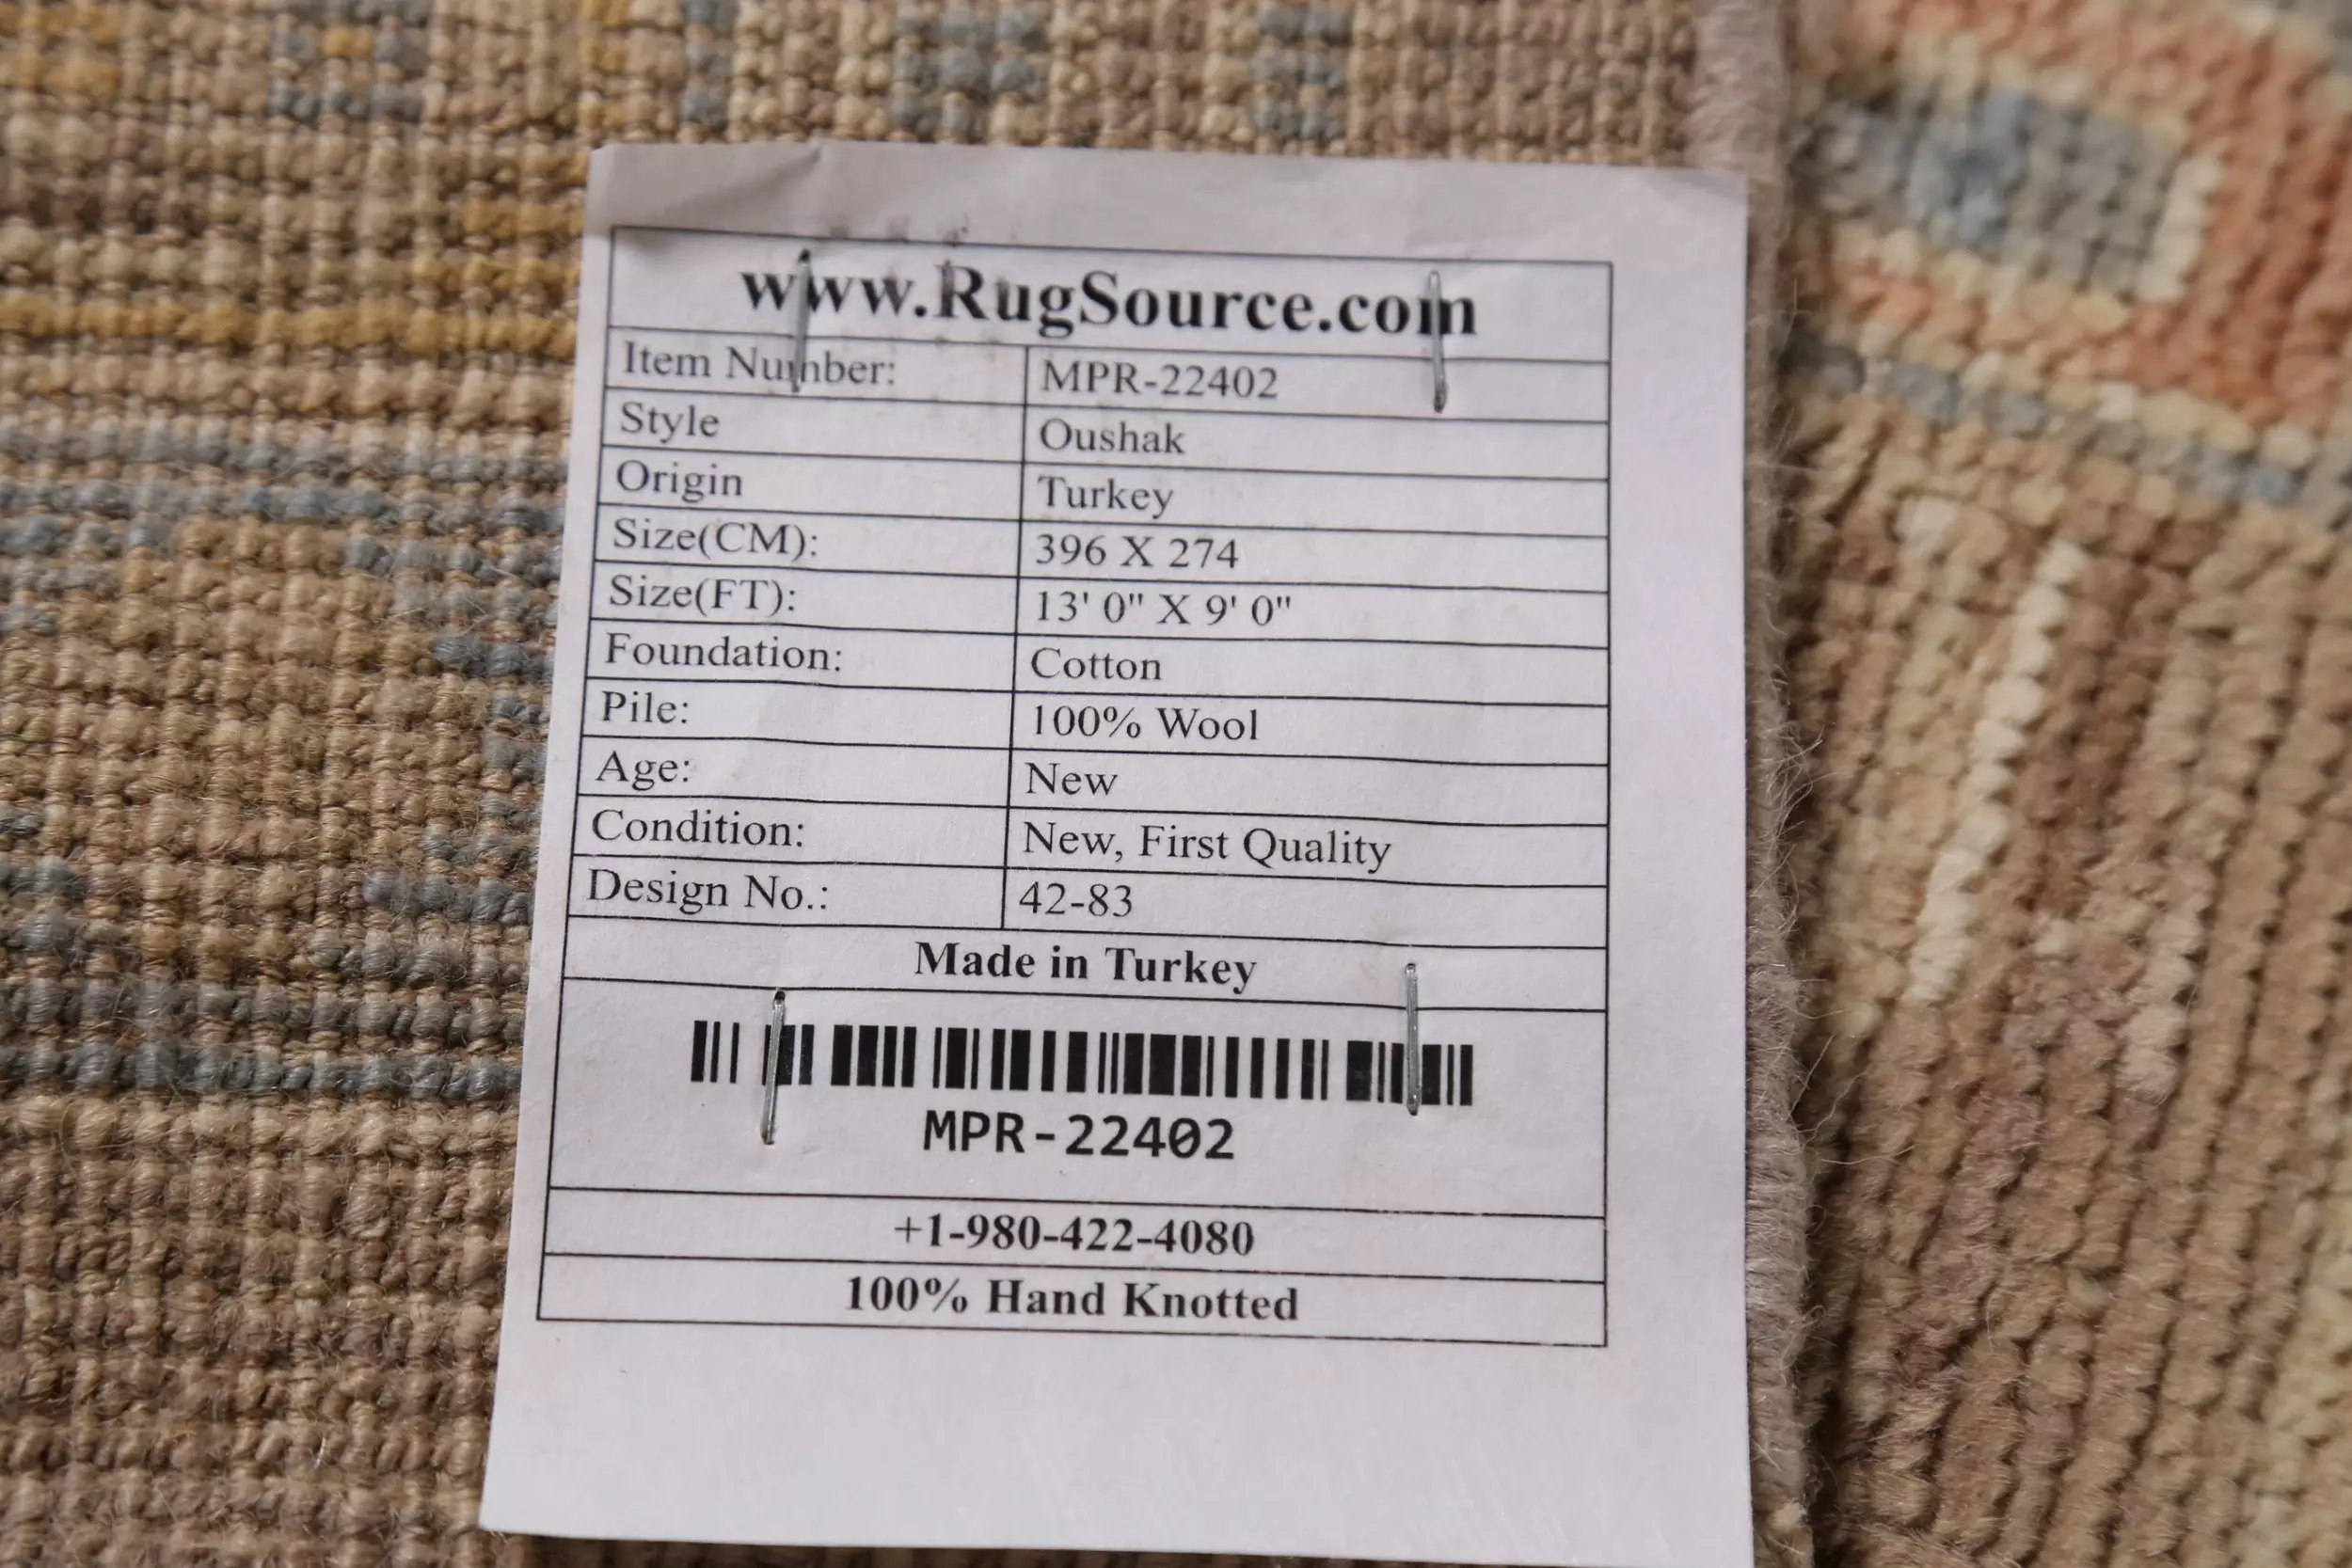 www.RugSource.com
Item Number: MPR-22402
Style Oushak
Origin Turkey
Size(CM): 396 X 274
Size(FT): 13' 0" X 9' 0"
Foundation: Cotton
Pile: 100% Wool
Age: New
Condition: New, First Quality
Design No.: 42-83
Made in Turkey
MPR-22402
+1-980-422-4080
100% Hand Knotted